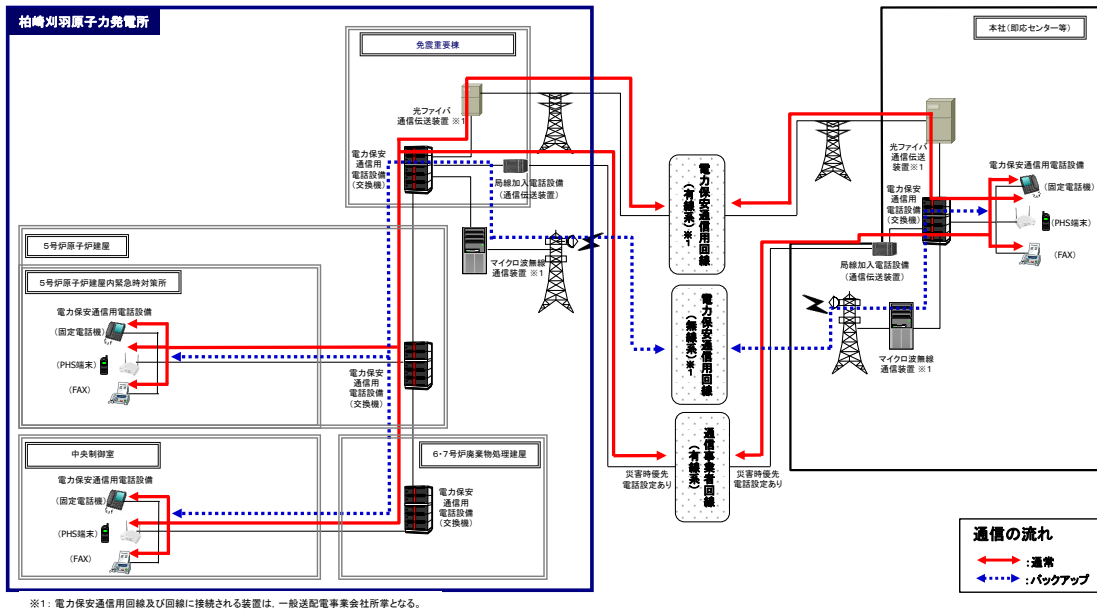 柏崎刈羽原子力発電所
免震重要棟
光ファイバ
通信伝送装置 ※1
電力保安
通信用
電話設備
(交換機)
局線加入電話設備
(通信伝送装置)
マイクロ波無線
通信装置 ※1
5号炉原子炉建屋
5号炉原子炉建屋内緊急時対策所
電力保安通信用電話設備
(固定電話機)
(PHS端末)
(FAX)
電力保安
通信用
電話設備
(交換機)
中央制御室
電力保安通信用電話設備
(固定電話機)
(PHS端末)
(FAX)
6・7号炉廃棄物処理建屋
電力保安
通信用
電話設備
(交換機)
電力保安通信用回線
(有線系)※1
電力保安通信用回線
(無線系)※1
通信事業者回線
(有線系)
災害時優先
電話設定あり
災害時優先
電話設定あり
本社(即応センター等)
光ファイバ
通信伝送
装置※1
電力保安
通信用
電話設備
(交換機)
電力保安通信用電話設備
(固定電話機)
(PHS端末)
(FAX)
局線加入電話設備
(通信伝送装置)
マイクロ波無線
通信装置 ※1
通信の流れ
:通常
:バックアップ
※1: 電力保安通信用回線及び回線に接続される装置は、一般送配電事業会社所掌となる。